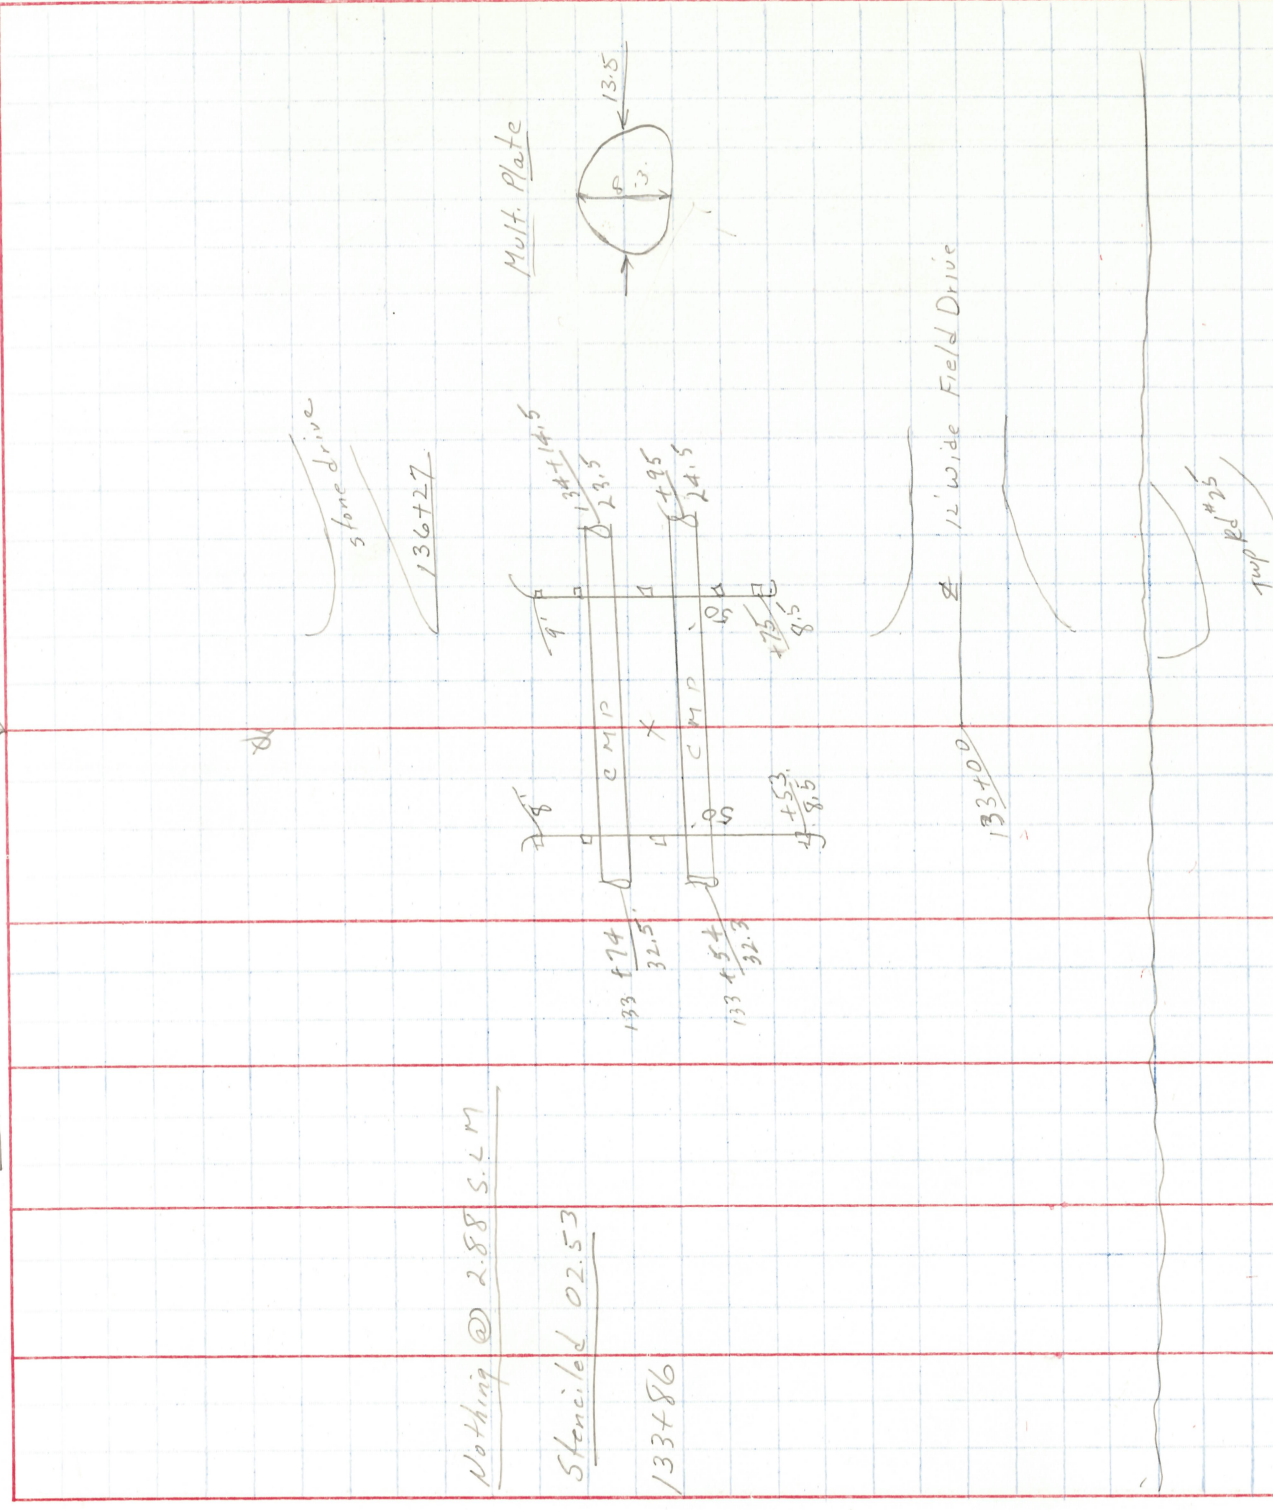 Nothing @ 2.88 S.L.M
Stenciled 02.53
133+86
stone drive
136+27
Mult. Plate
13.5
8'
9'
134+14.5
23.5
133+74
32.5
CMP
X
CMP
+95
24.5
133+54
32.3
+53
8.5
+75
8.5
133+00
12' Wide Field Drive
Twp Rd #25